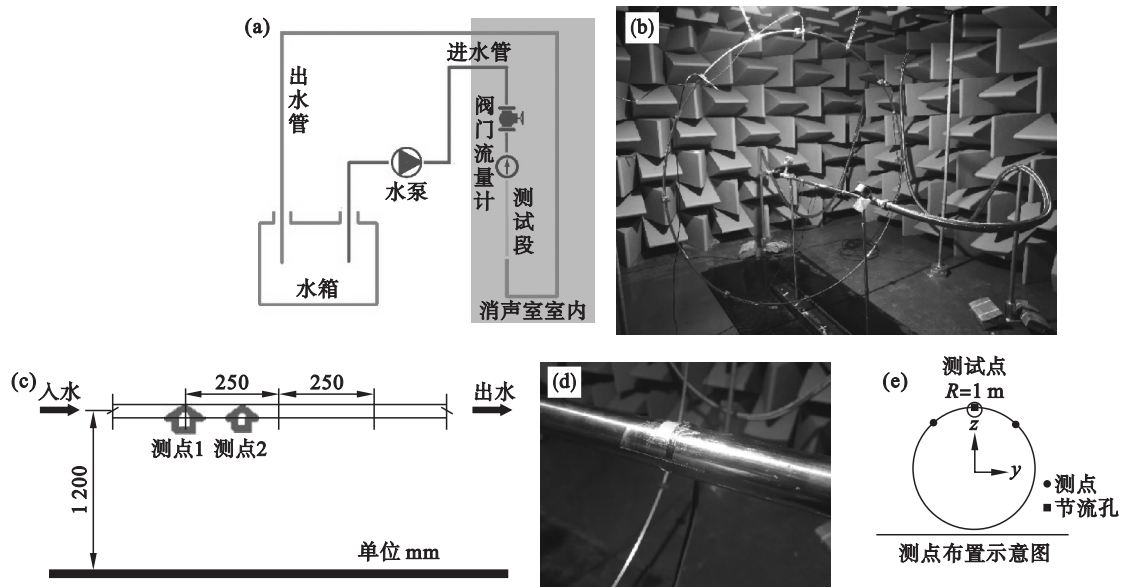 (a)
进水管
出水管
阀门流量计
水泵
测试段
水箱
消声室室内
(b)
(c)
入水
250
250
出水
测点1
测点2
1 200
单位 mm
(d)
(e)
测试点
R=1 m
z
y
●测点
■节流孔
测点布置示意图